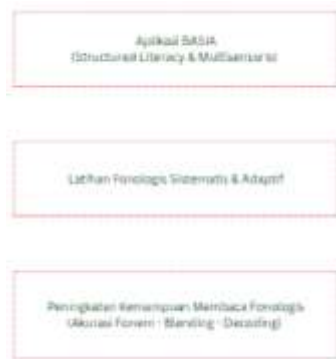 Aplikasi BASIA
(Structured Literacy & Multisensoris)
Latihan Fonologis Sistematis & Adaptif
Peningkatan Kemampuan Membaca Fonologis
(Akurasi Fonem - Blending - Decoding)